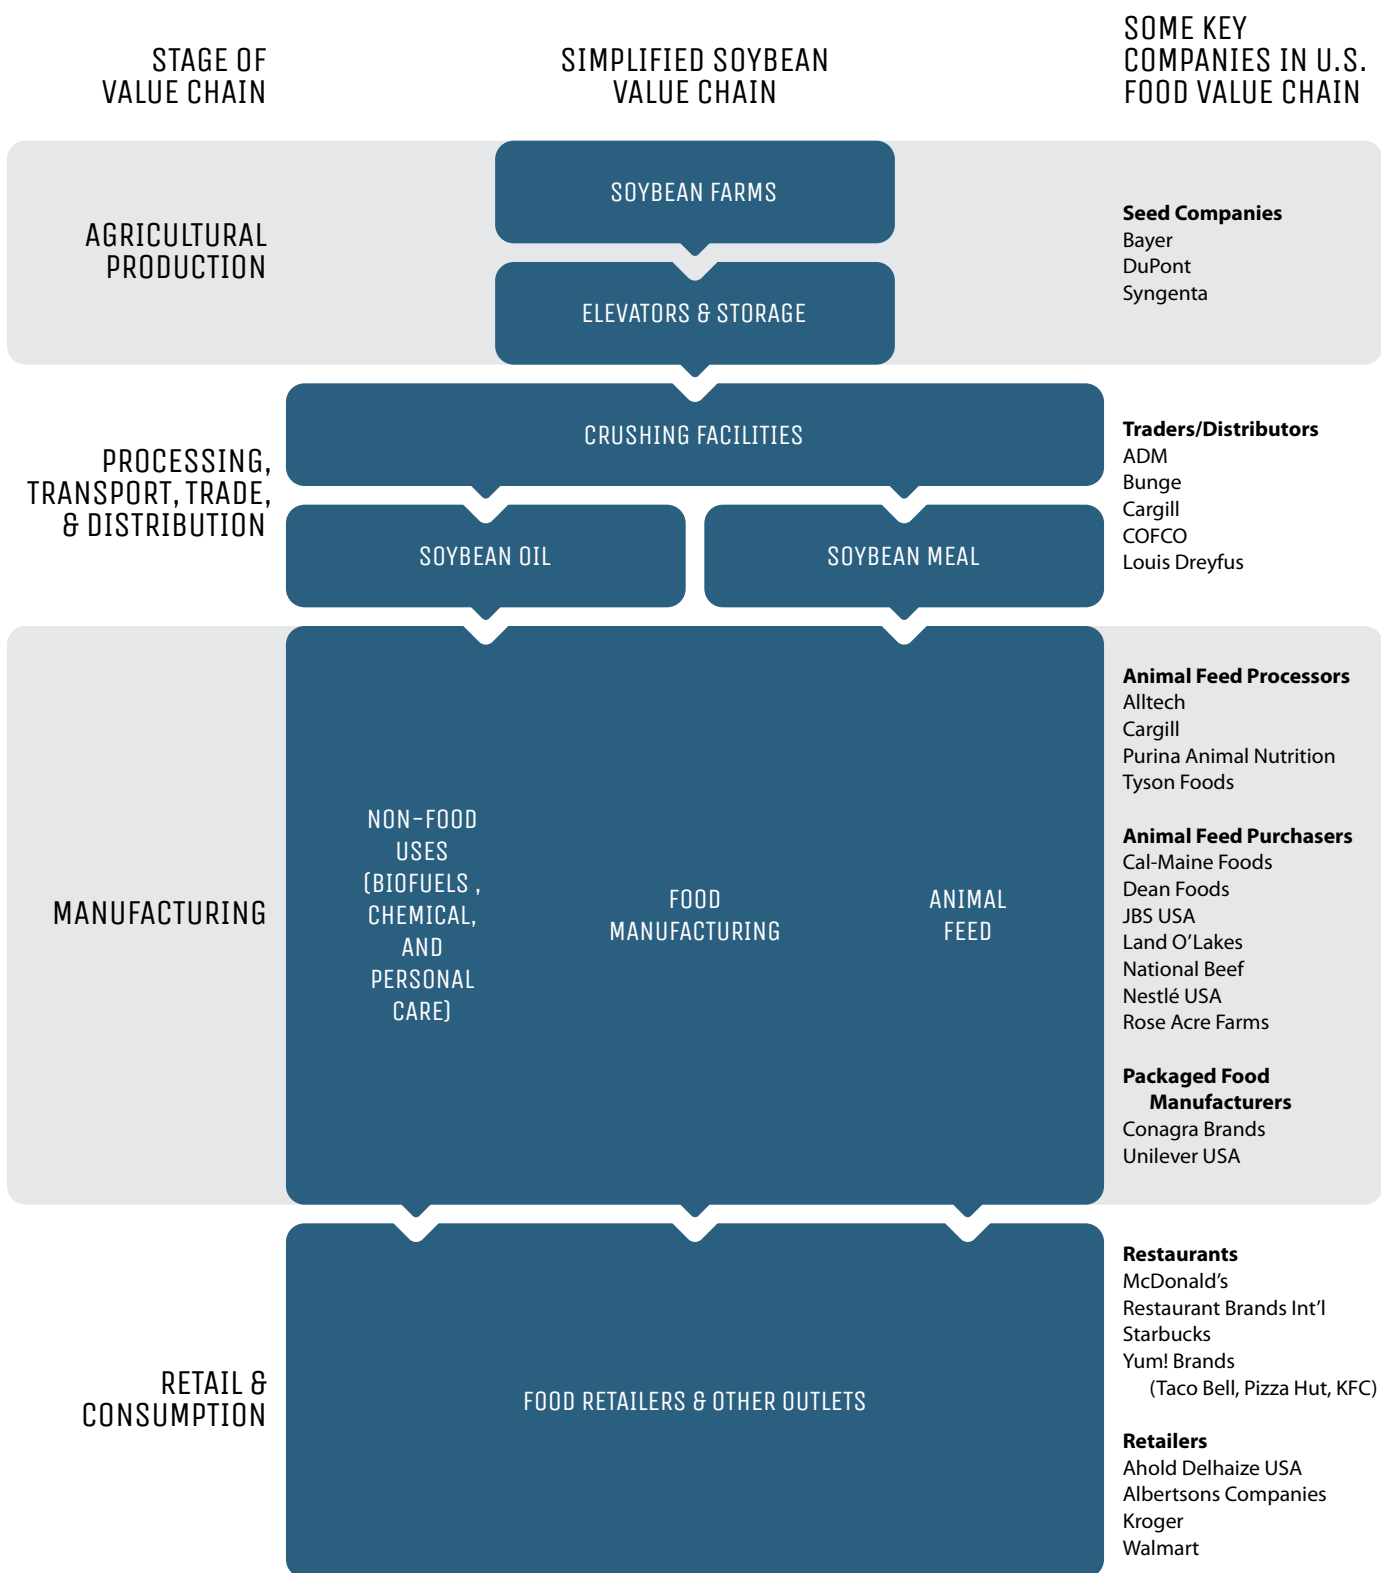 STAGE OF
VALUE CHAIN
SIMPLIFIED SOYBEAN
VALUE CHAIN
SOME KEY
COMPANIES IN U.S.
FOOD VALUE CHAIN
AGRICULTURAL
PRODUCTION
SOYBEAN FARMS
ELEVATORS & STORAGE
Seed Companies
Bayer
DuPont
Syngenta
PROCESSING,
TRANSPORT, TRADE,
& DISTRIBUTION
CRUSHING FACILITIES
SOYBEAN OIL
SOYBEAN MEAL
Traders/Distributors
ADM
Bunge
Cargill
COFCO
Louis Dreyfus
MANUFACTURING
NON-FOOD
USES
(BIOFUELS ,
CHEMICAL,
AND
PERSONAL
CARE)
FOOD
MANUFACTURING
ANIMAL
FEED
Animal Feed Processors
Alltech
Cargill
Purina Animal Nutrition
Tyson Foods
Animal Feed Purchasers
Cal-Maine Foods
Dean Foods
JBS USA
Land O’Lakes
National Beef
Nestlé USA
Rose Acre Farms
Packaged Food
Manufacturers
Conagra Brands
Unilever USA
RETAIL &
CONSUMPTION
FOOD RETAILERS & OTHER OUTLETS
Restaurants
McDonald’s
Restaurant Brands Int’l
Starbucks
Yum! Brands
(Taco Bell, Pizza Hut, KFC)
Retailers
Ahold Delhaize USA
Albertsons Companies
Kroger
Walmart